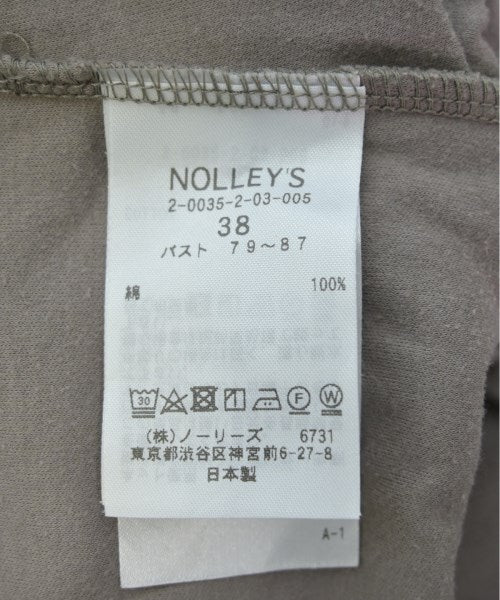 NOLLEY'S
2-0035-2-03-005
38
バスト 79～87
綿 100%
30 F W
(株)ノーリーズ 6731
東京都渋谷区神宮前6-27-8
日本製
A-1